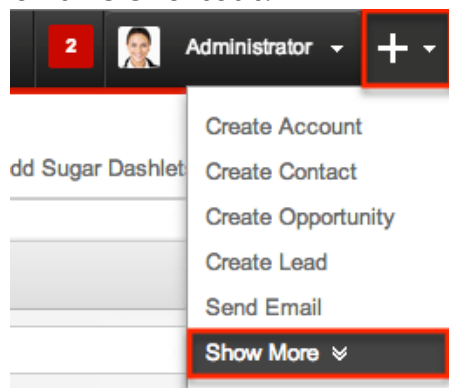 2 Administrator
Create Account
dd Sugar Dashlet
Create Contact
Create Opportunity
Create Lead
Send Email
Show More